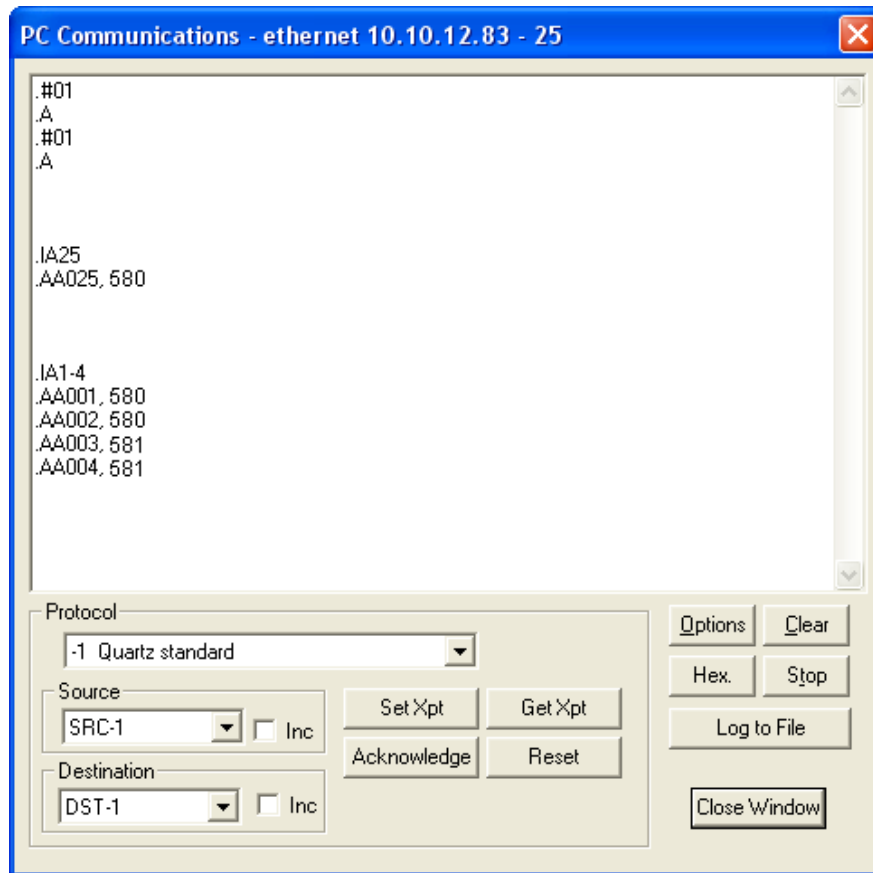 PC Communications - ethernet 10.10.12.83 - 25
.#01
.A
.#01
.A
.IA25
.AA025, 580
.IA1-4
.AA001, 580
.AA002, 580
.AA003, 581
.AA004, 581
Protocol
-1 Quartz standard
Source
SRC-1
Inc
Destination
DST-1
Inc
Set Xpt
Get Xpt
Acknowledge
Reset
Options
Clear
Hex.
Stop
Log to File
Close Window